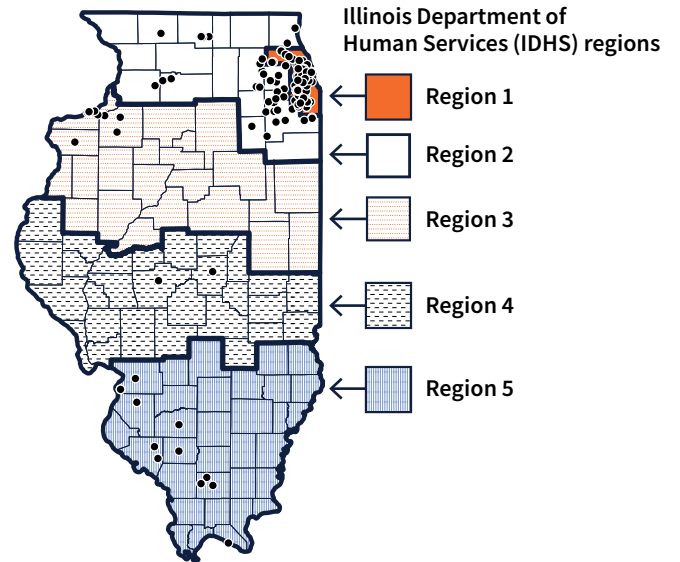 Illinois Department of
Human Services (IDHS) regions
Region 1
Region 2
Region 3
Region 4
Region 5